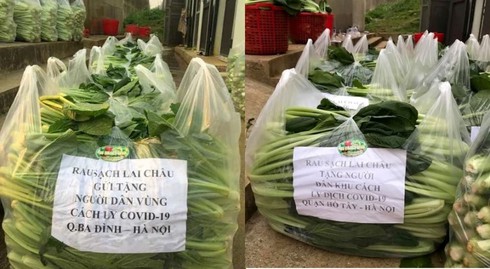 RAU SẠCH LAI CHÂU
GỬI TẶNG
NGƯỜI DÂN VÙNG
CÁCH LY COVID-19
Q.BA ĐÌNH – HÀ NỘI
RAU SẠCH LAI CHÂU
TẶNG NGƯỜI
DÂN KHU CÁCH
LY DỊCH COVID-19
QUẬN HỒ TÂY - HÀ NỘI